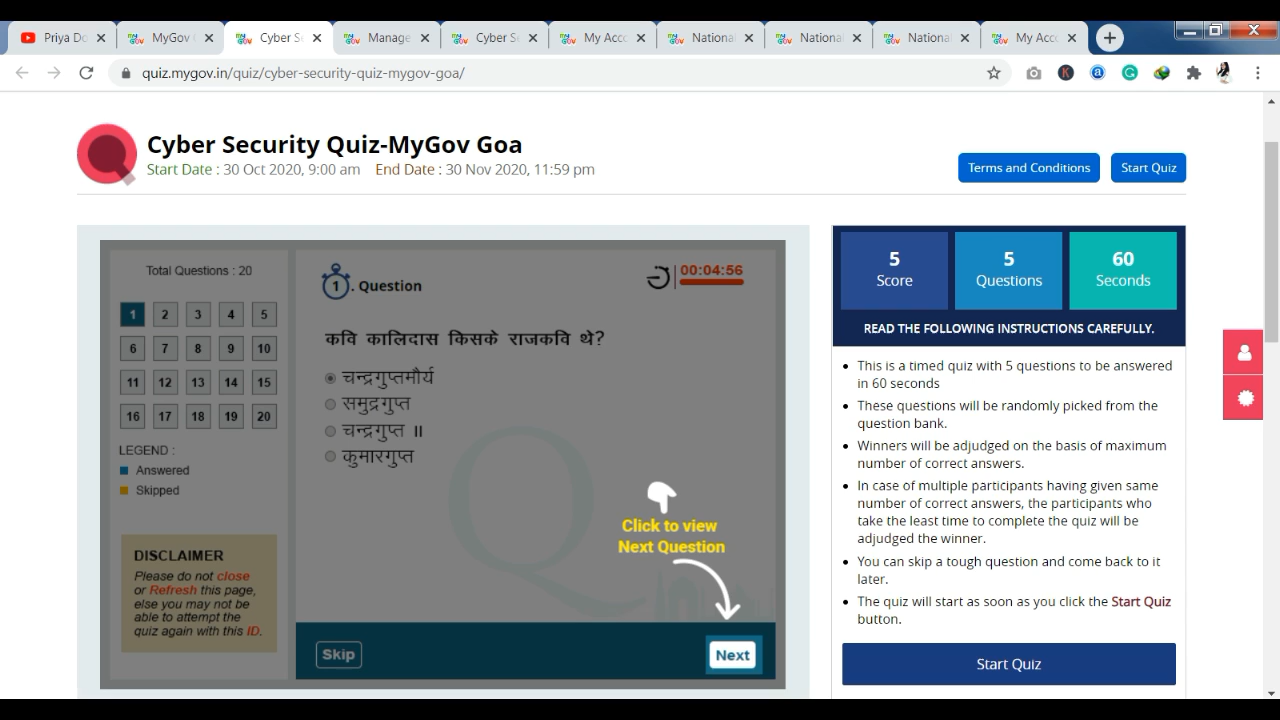 Priya Do
MyGov
Cyber S
Manage
Cyber S
My Acc
National
National
National
My Acc
quiz.mygov.in/quiz/cyber-security-quiz-mygov-goa/
Cyber Security Quiz-MyGov Goa
Start Date : 30 Oct 2020, 9:00 am End Date : 30 Nov 2020, 11:59 pm
Terms and Conditions
Start Quiz
Total Questions : 20
1 2 3 4 5
6 7 8 9 10
11 12 13 14 15
16 17 18 19 20
LEGEND :
Answered
Skipped
DISCLAIMER
Please do not close
or Refresh this page,
else you may not be
able to attempt the
quiz again with this ID.
1 . Question
00:04:56
कवि कालिदास किसके राजकवि थे?
चन्द्रगुप्तमौर्य
समुद्रगुप्त
चन्द्रगुप्त II
कुमारगुप्त
Click to view
Next Question
Skip
Next
5
Score
5
Questions
60
Seconds
READ THE FOLLOWING INSTRUCTIONS CAREFULLY.
This is a timed quiz with 5 questions to be answered
in 60 seconds
These questions will be randomly picked from the
question bank.
Winners will be adjudged on the basis of maximum
number of correct answers.
In case of multiple participants having given same
number of correct answers, the participants who
take the least time to complete the quiz will be
adjudged the winner.
You can skip a tough question and come back to it
later.
The quiz will start as soon as you click the Start Quiz
button.
Start Quiz